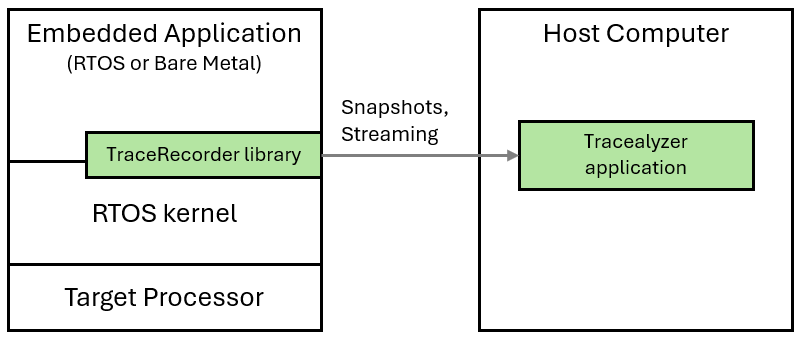 Embedded Application
(RTOS or Bare Metal)
TraceRecorder library
RTOS kernel
Target Processor
Snapshots,
Streaming
Host Computer
Tracealyzer
application